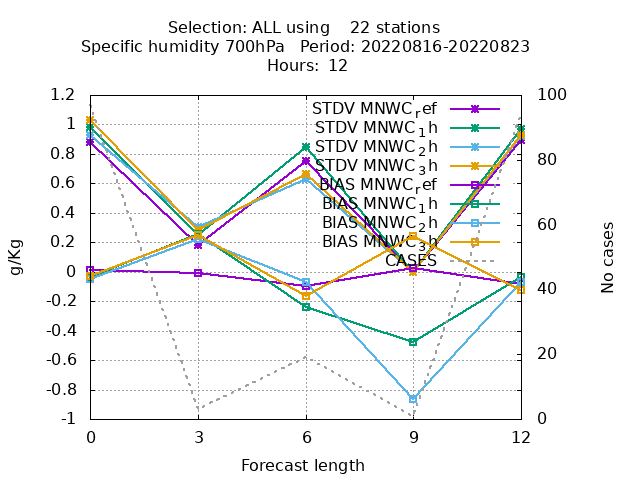 Selection: ALL using 22 stations
Specific humidity 700hPa Period: 20220816-20220823
Hours: 12
1.2
1
0.8
0.6
0.4
0.2
0
-0.2
-0.4
-0.6
-0.8
-1
g/Kg
STDV MNWC_ref
STDV MNWC_1h
STDV MNWC_2h
STDV MNWC_3h
BIAS MNWC_ref
BIAS MNWC_1h
BIAS MNWC_2h
BIAS MNWC_3h
CASES
100
80
60
40
20
0
No cases
0 3 6 9 12
Forecast length